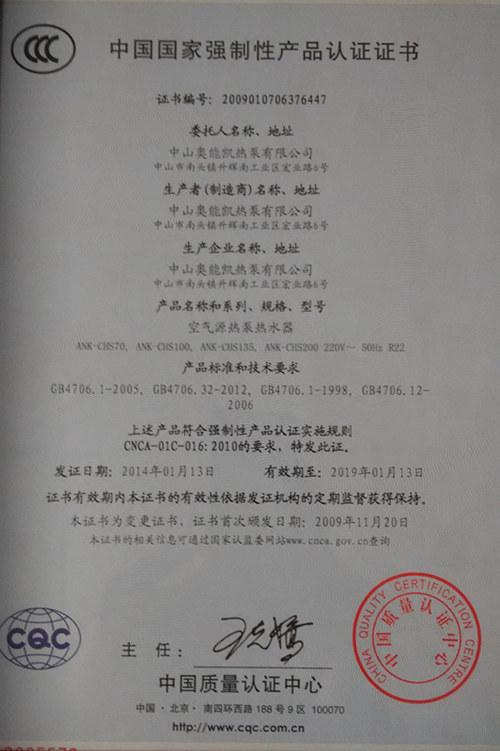 CCC
中国国家强制性产品认证证书
证书编号：2009010706376447
委托人名称、地址
中山奥能凯热泵有限公司
中山市南头镇升辉南工业区宏业路6号
生产者(制造商)名称、地址
中山奥能凯热泵有限公司
中山市南头镇升辉南工业区宏业路6号
生产企业名称、地址
中山奥能凯热泵有限公司
中山市南头镇升辉南工业区宏业路6号
产品名称和系列、规格、型号
空气源热泵热水器
ANK-CHS70, ANK-CHS100, ANK-CHS135, ANK-CHS200 220V～ 50Hz R22
产品标准和技术要求
GB4706.1-2005, GB4706.32-2012, GB4706.1-1998, GB4706.12-
2006
上述产品符合强制性产品认证实施规则
CNCA-01C-016:2010的要求，特发此证。
发证日期：2014年01月13日 有效期至：2019年01月13日
证书有效期内本证书的有效性依据发证机构的定期监督获得保持。
本证书为变更证书，证书首次颁发日期：2009年11月20日
本证书的相关信息可通过国家认监委网站www.cnca.gov.cn查询
CQC
主 任：
CHINA QUALITY CERTIFICATION CENTRE
中国质量认证中心
中国质量认证中心
中国·北京·南四环西路 188 号 9 区 100070
http://www.cqc.com.cn